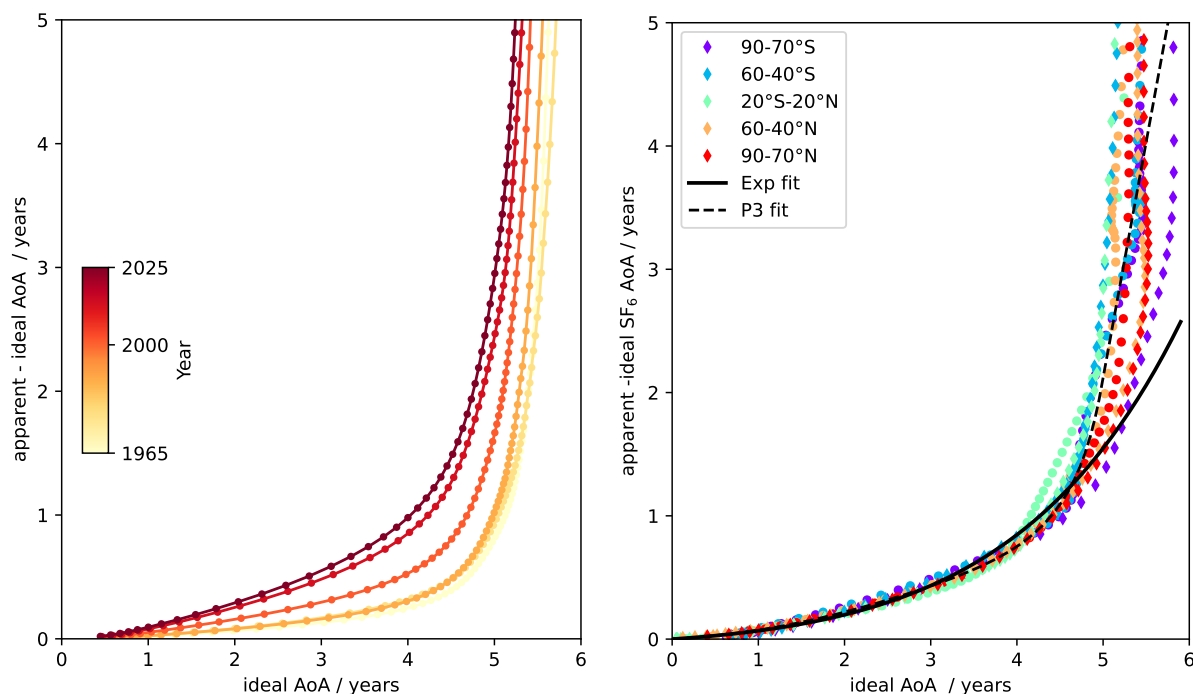 5
4
3
2
1
0
apparent - ideal AoA / years
2025
2000
1965
Year
0 1 2 3 4 5 6
ideal AoA / years
5
4
3
2
1
0
apparent -ideal SF₆ AoA / years
90-70°S
60-40°S
20°S-20°N
60-40°N
90-70°N
Exp fit
P3 fit
0 1 2 3 4 5 6
ideal AoA / years